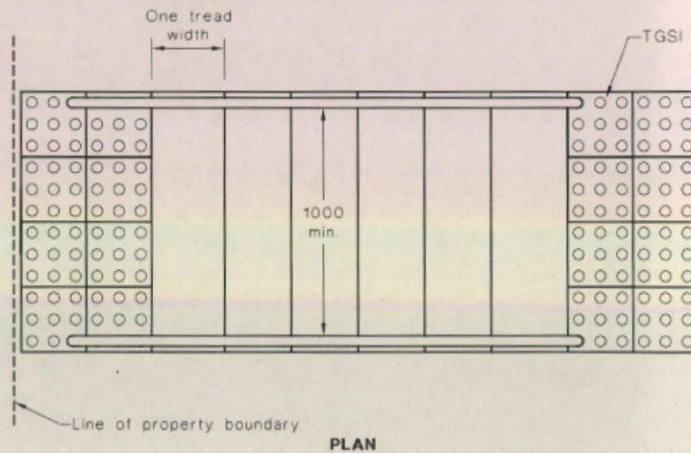 One tread
width
TGSI
1000
min.
Line of property boundary
PLAN